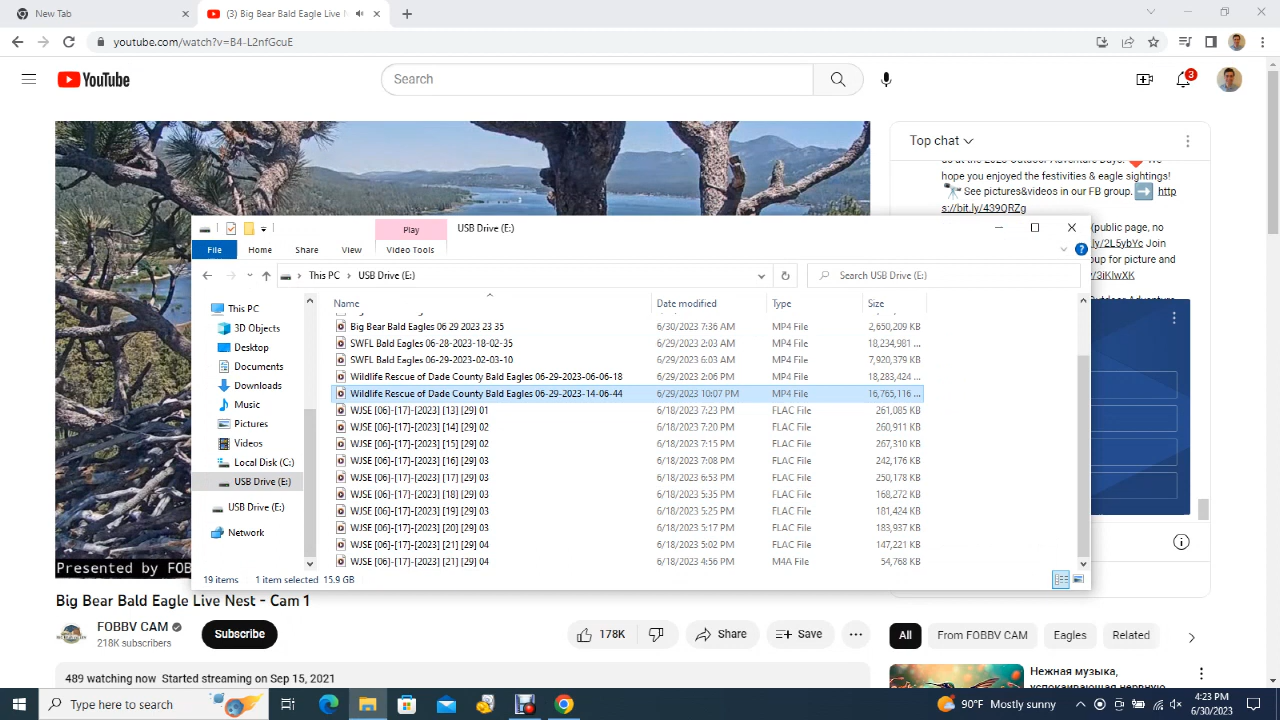 New Tab
(3) Big Bear Bald Eagle Live N
youtube.com/watch?v=B4-L2nfGcuE
YouTube
Search
3
Top chat
hope you enjoyed the festivities & eagle sightings!
See pictures&videos in our FB group. http
s://bit.ly/439QRZg
(public page, no
ly/2L5ybYc Join
group for picture and
/3iKlwXK
Play
USB Drive (E:)
File
Home
Share
View
Video Tools
This PC
USB Drive (E:)
Search USB Drive (E:)
This PC
3D Objects
Desktop
Documents
Downloads
Music
Pictures
Videos
Local Disk (C:)
USB Drive (E:)
USB Drive (E:)
Network
Name Date modified Type Size
Big Bear Bald Eagles 06 29 2023 23 35 6/30/2023 7:36 AM MP4 File 2,650,209 KB
SWFL Bald Eagles 06-28-2023-18-02-35 6/29/2023 2:03 AM MP4 File 18,234,981 ...
SWFL Bald Eagles 06-29-2023-02-03-10 6/29/2023 6:03 AM MP4 File 7,920,379 KB
Wildlife Rescue of Dade County Bald Eagles 06-29-2023-06-06-18 6/29/2023 2:06 PM MP4 File 18,283,424 ...
Wildlife Rescue of Dade County Bald Eagles 06-29-2023-14-06-44 6/29/2023 10:07 PM MP4 File 16,765,116 ...
WJSE [06]-[17]-[2023] [13] [29] 01 6/18/2023 7:23 PM FLAC File 261,085 KB
WJSE [06]-[17]-[2023] [14] [29] 02 6/18/2023 7:20 PM FLAC File 260,911 KB
WJSE [06]-[17]-[2023] [15] [29] 02 6/18/2023 7:15 PM FLAC File 267,310 KB
WJSE [06]-[17]-[2023] [16] [29] 03 6/18/2023 7:08 PM FLAC File 242,176 KB
WJSE [06]-[17]-[2023] [17] [29] 03 6/18/2023 6:53 PM FLAC File 250,178 KB
WJSE [06]-[17]-[2023] [18] [29] 03 6/18/2023 5:35 PM FLAC File 168,272 KB
WJSE [06]-[17]-[2023] [19] [29] 03 6/18/2023 5:25 PM FLAC File 181,424 KB
WJSE [06]-[17]-[2023] [20] [29] 03 6/18/2023 5:17 PM FLAC File 183,937 KB
WJSE [06]-[17]-[2023] [21] [29] 04 6/18/2023 5:02 PM FLAC File 147,221 KB
WJSE [06]-[17]-[2023] [21] [29] 04 6/18/2023 4:56 PM M4A File 54,768 KB
19 items 1 item selected 15.9 GB
Presented by FOB
Big Bear Bald Eagle Live Nest - Cam 1
FOBBV CAM
218K subscribers
Subscribe
178K
Share
Save
All
From FOBBV CAM
Eagles
Related
489 watching now Started streaming on Sep 15, 2021
Нежная музыка,
Type here to search
90°F Mostly sunny
4:23 PM
6/30/2023